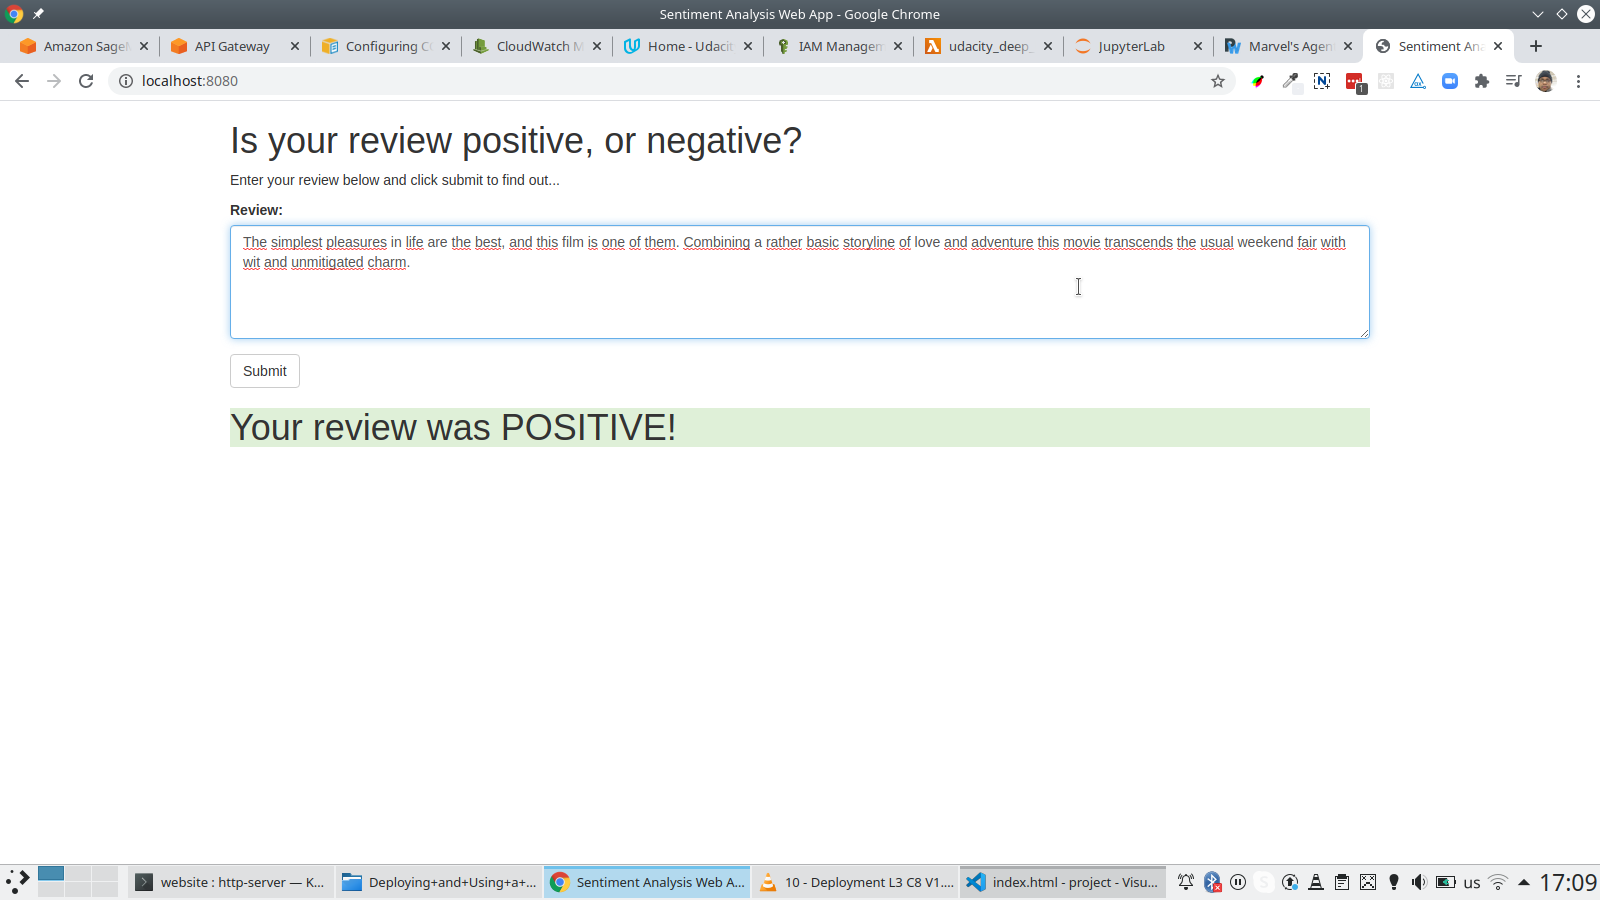 Sentiment Analysis Web App - Google Chrome
Amazon Sage
API Gateway
Configuring C
CloudWatch M
Home - Udacit
IAM Managem
udacity_deep_
JupyterLab
Marvel's Agen
Sentiment An
localhost:8080
1
Is your review positive, or negative?
Enter your review below and click submit to find out...
Review:
The simplest pleasures in life are the best, and this film is one of them. Combining a rather basic storyline of love and adventure this movie transcends the usual weekend fair with
wit and unmitigated charm.
Submit
Your review was POSITIVE!
website : http-server — K...
Deploying+and+Using+a+...
Sentiment Analysis Web A...
10 - Deployment L3 C8 V1....
index.html - project - Visu...
us
17:09